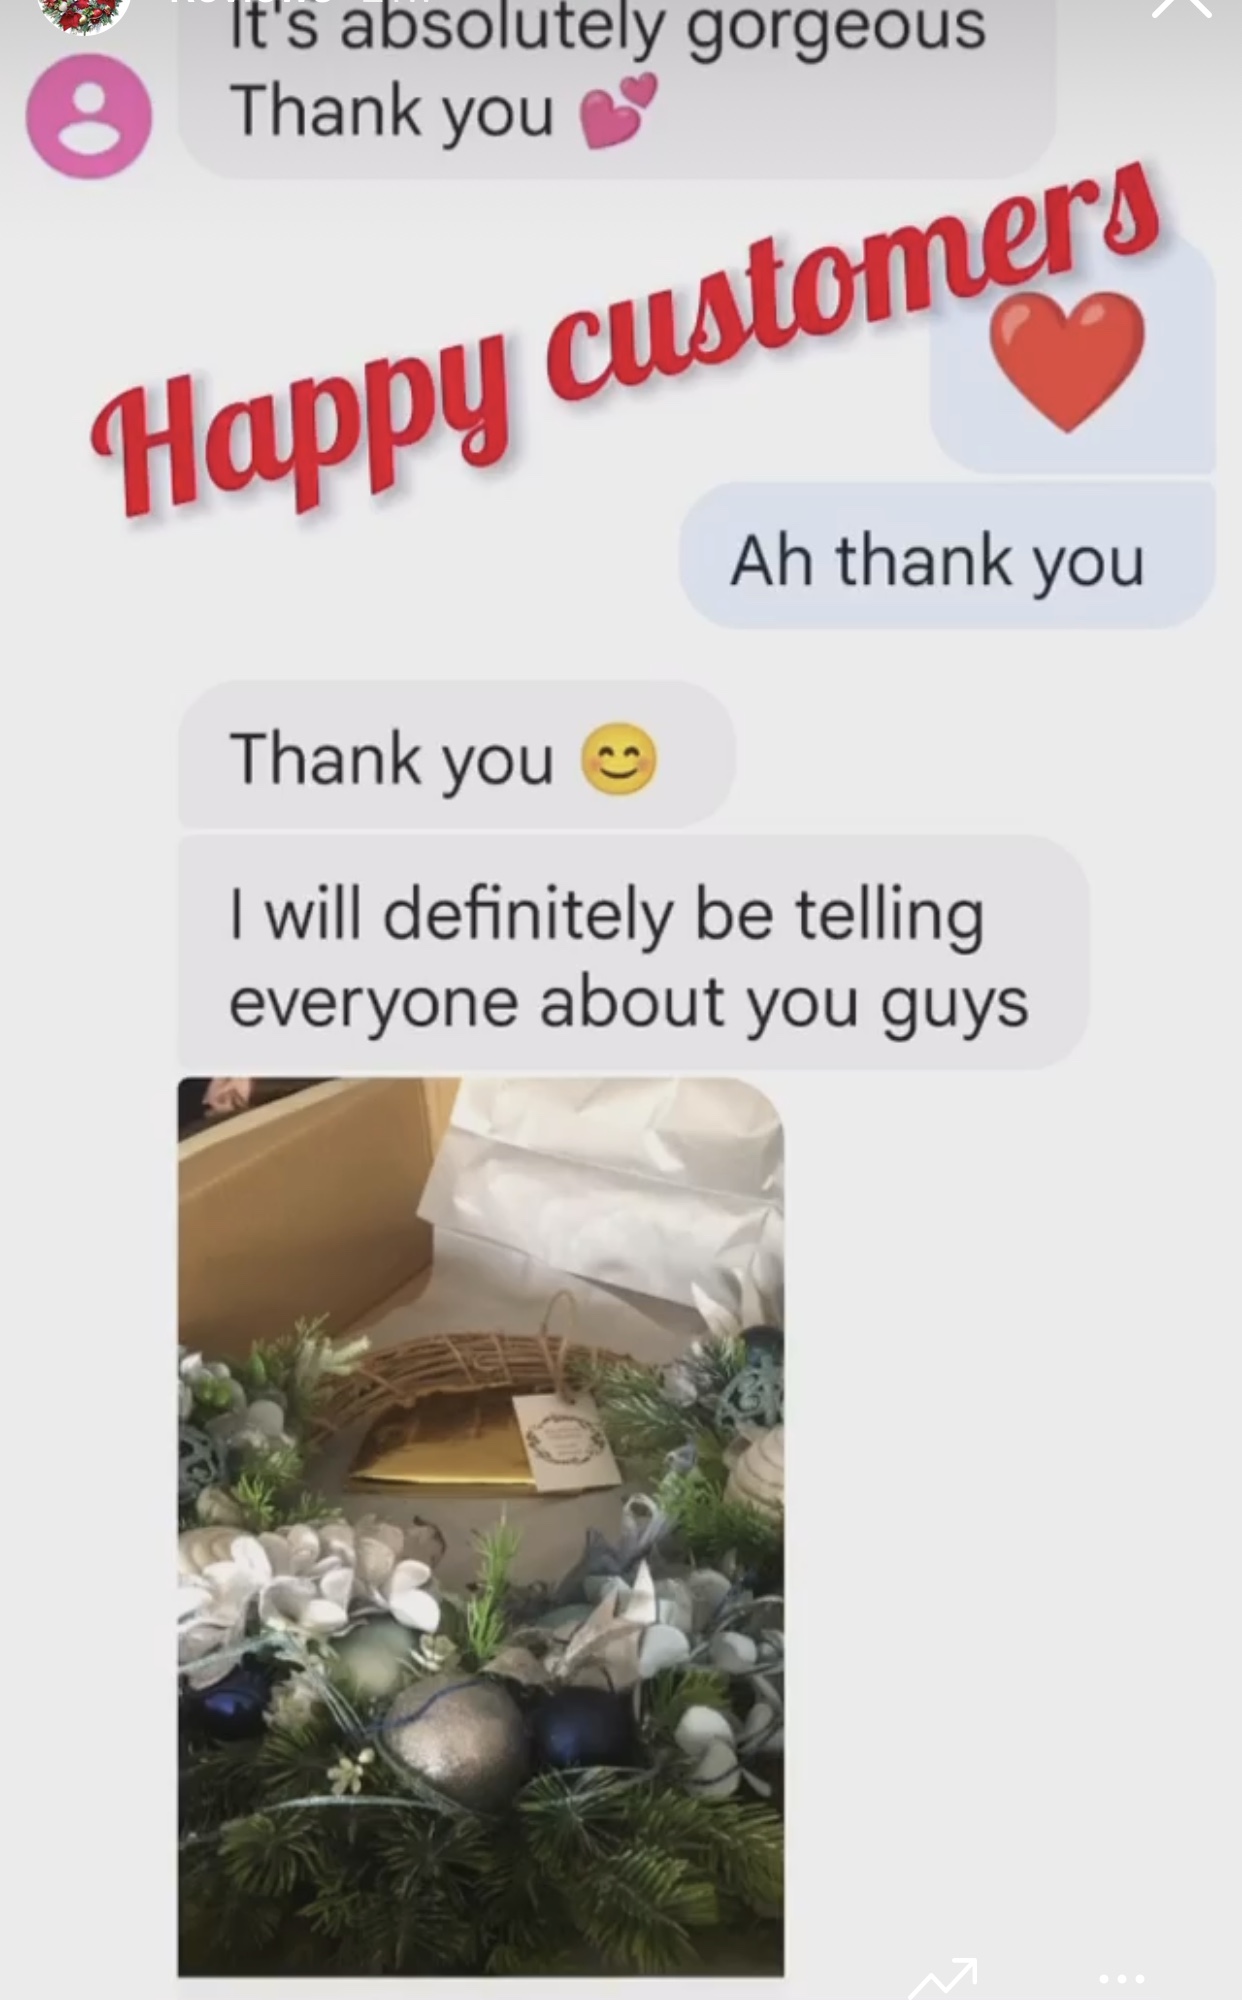 It's absolutely gorgeous
Thank you 💕
Happy customers
❤️
Ah thank you
Thank you 😊
I will definitely be telling
everyone about you guys